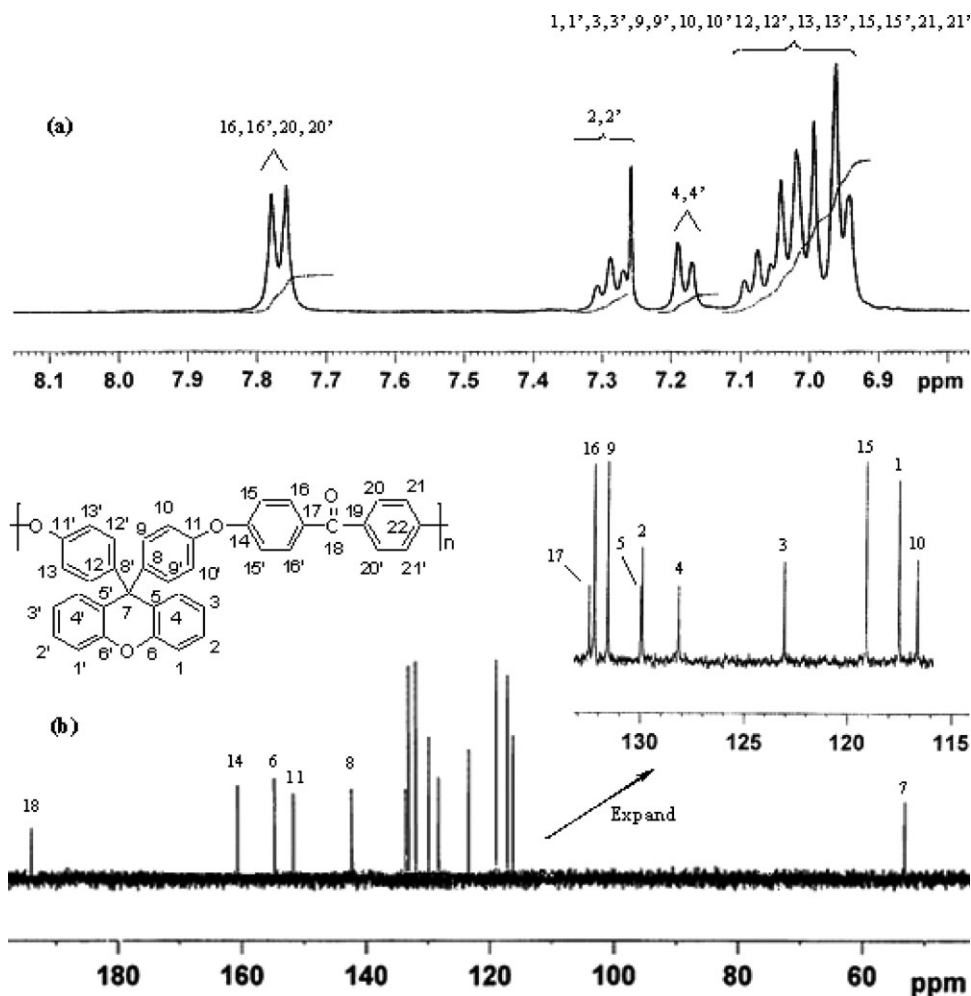 1,1’,3,3’,9,9’,10,10’12,12’,13,13’,15,15’,21,21’
(a)
16,16’,20,20’
2,2’
4,4’
8.1 8.0 7.9 7.8 7.7 7.6 7.5 7.4 7.3 7.2 7.1 7.0 6.9 ppm
16 9 15 1
17 5 2 4 3 10
130 125 120 115
15 16 O 20 21
13' 10 17 19
O 11' 12' 9 11 O 14 18 22 n
13 12 8' 8 10' 15' 16' 20' 21'
9'
5' 5 3
3' 4' 7 4
2' 6' O 6 2
1' 1
(b)
14 6 11 8 7
18
Expand
180 160 140 120 100 80 60 ppm